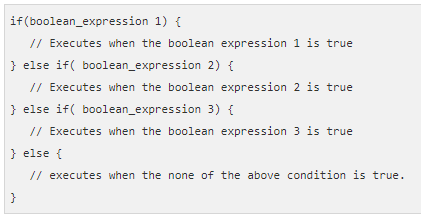 if(boolean_expression 1) {
   // Executes when the boolean expression 1 is true
} else if( boolean_expression 2) {
   // Executes when the boolean expression 2 is true
} else if( boolean_expression 3) {
   // Executes when the boolean expression 3 is true
} else {
   // executes when the none of the above condition is true.
}